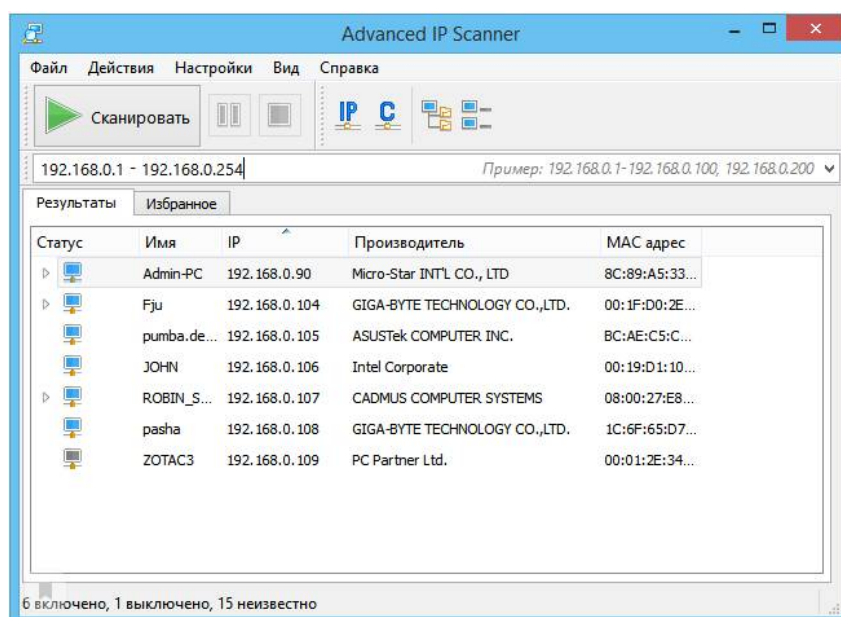 Advanced IP Scanner
Файл Действия Настройки Вид Справка
Сканировать IP C
192.168.0.1 - 192.168.0.254 Пример: 192.168.0.1-192.168.0.100, 192.168.0.200
Результаты Избранное
Статус Имя IP Производитель MAC адрес
Admin-PC 192.168.0.90 Micro-Star INT'L CO., LTD 8C:89:A5:33...
Fju 192.168.0.104 GIGA-BYTE TECHNOLOGY CO.,LTD. 00:1F:D0:2E...
pumba.de... 192.168.0.105 ASUSTek COMPUTER INC. BC:AE:C5:C...
JOHN 192.168.0.106 Intel Corporate 00:19:D1:10...
ROBIN_S... 192.168.0.107 CADMUS COMPUTER SYSTEMS 08:00:27:E8...
pasha 192.168.0.108 GIGA-BYTE TECHNOLOGY CO.,LTD. 1C:6F:65:D7...
ZOTAC3 192.168.0.109 PC Partner Ltd. 00:01:2E:34...
6 включено, 1 выключено, 15 неизвестно